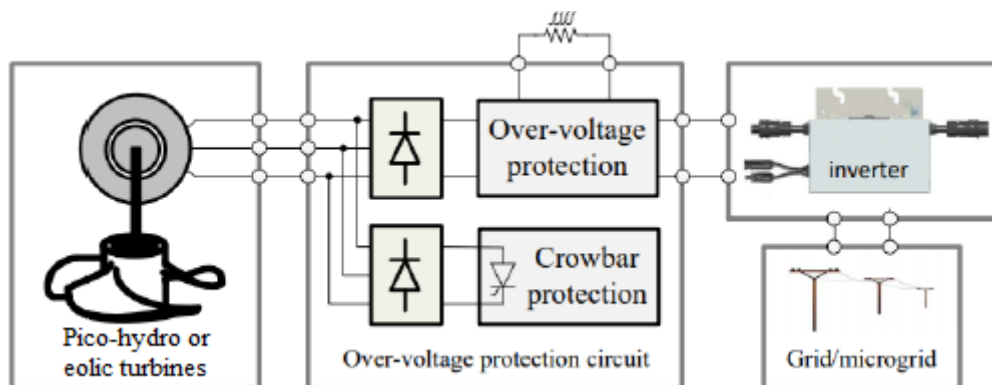 Pico-hydro or
eolic turbines
Over-voltage
protection
Crowbar
protection
Over-voltage protection circuit
inverter
Grid/microgrid